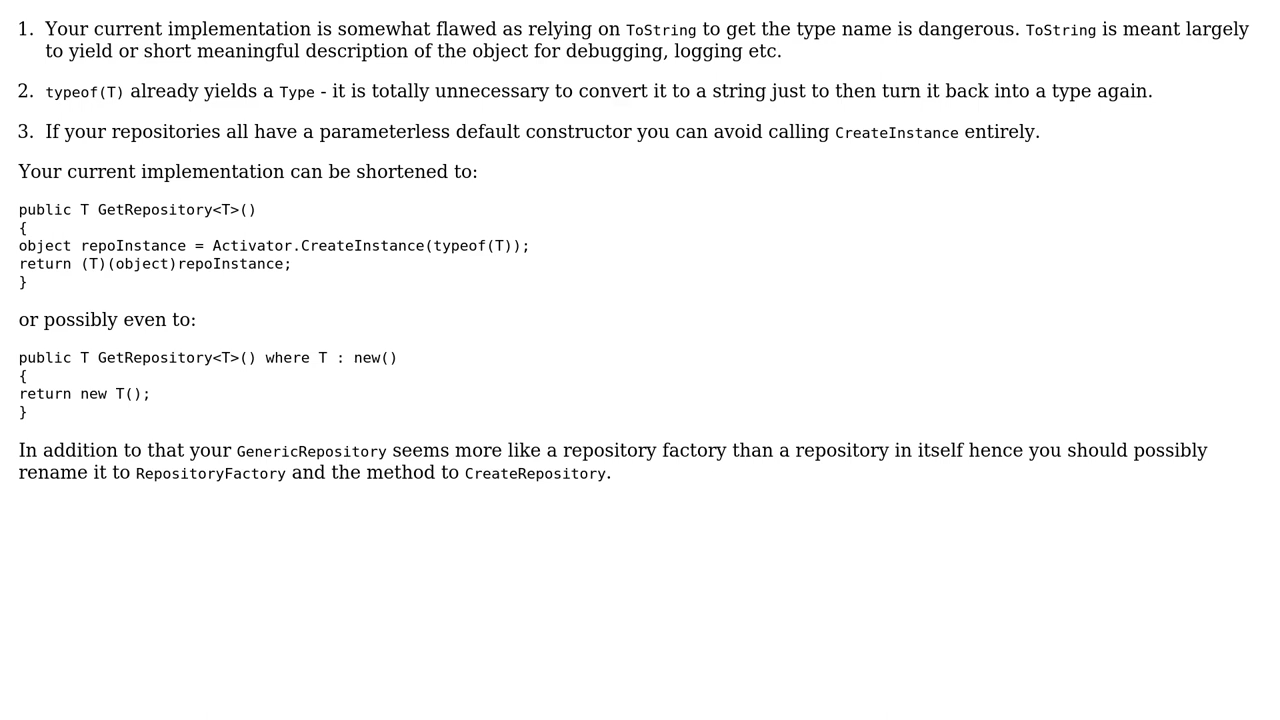 1. Your current implementation is somewhat flawed as relying on ToString to get the type name is dangerous. ToString is meant largely
to yield or short meaningful description of the object for debugging, logging etc.
2. typeof(T) already yields a Type - it is totally unnecessary to convert it to a string just to then turn it back into a type again.
3. If your repositories all have a parameterless default constructor you can avoid calling CreateInstance entirely.
Your current implementation can be shortened to:
public T GetRepository<T>()
{
object repoInstance = Activator.CreateInstance(typeof(T));
return (T)(object)repoInstance;
}
or possibly even to:
public T GetRepository<T>() where T : new()
{
return new T();
}
In addition to that your GenericRepository seems more like a repository factory than a repository in itself hence you should possibly
rename it to RepositoryFactory and the method to CreateRepository.